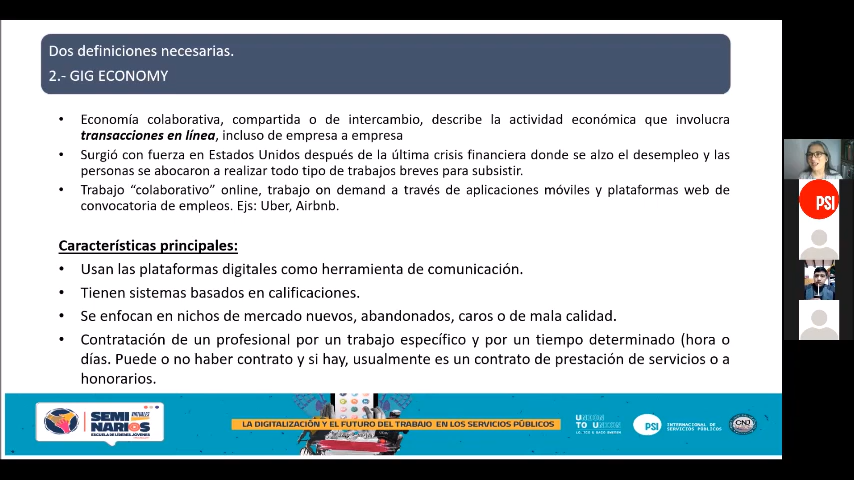 Dos definiciones necesarias.
2.- GIG ECONOMY
• Economía colaborativa, compartida o de intercambio, describe la actividad económica que involucra
transacciones en línea, incluso de empresa a empresa
• Surgió con fuerza en Estados Unidos después de la última crisis financiera donde se alzo el desempleo y las
personas se abocaron a realizar todo tipo de trabajos breves para subsistir.
• Trabajo “colaborativo” online, trabajo on demand a través de aplicaciones móviles y plataformas web de
convocatoria de empleos. Ejs: Uber, Airbnb.
Características principales:
• Usan las plataformas digitales como herramienta de comunicación.
• Tienen sistemas basados en calificaciones.
• Se enfocan en nichos de mercado nuevos, abandonados, caros o de mala calidad.
• Contratación de un profesional por un trabajo específico y por un tiempo determinado (hora o
días. Puede o no haber contrato y si hay, usualmente es un contrato de prestación de servicios o a
honorarios.
PSI
SEMI
NARIOS
VIRTUALES
ESCUELA DE LÍDERES JÓVENES
LA DIGITALIZACIÓN Y EL FUTURO DEL TRABAJO EN LOS SERVICIOS PÚBLICOS
UNION
TO UNION
PSI
INTERNACIONAL DE
SERVICIOS PÚBLICOS
CNJ